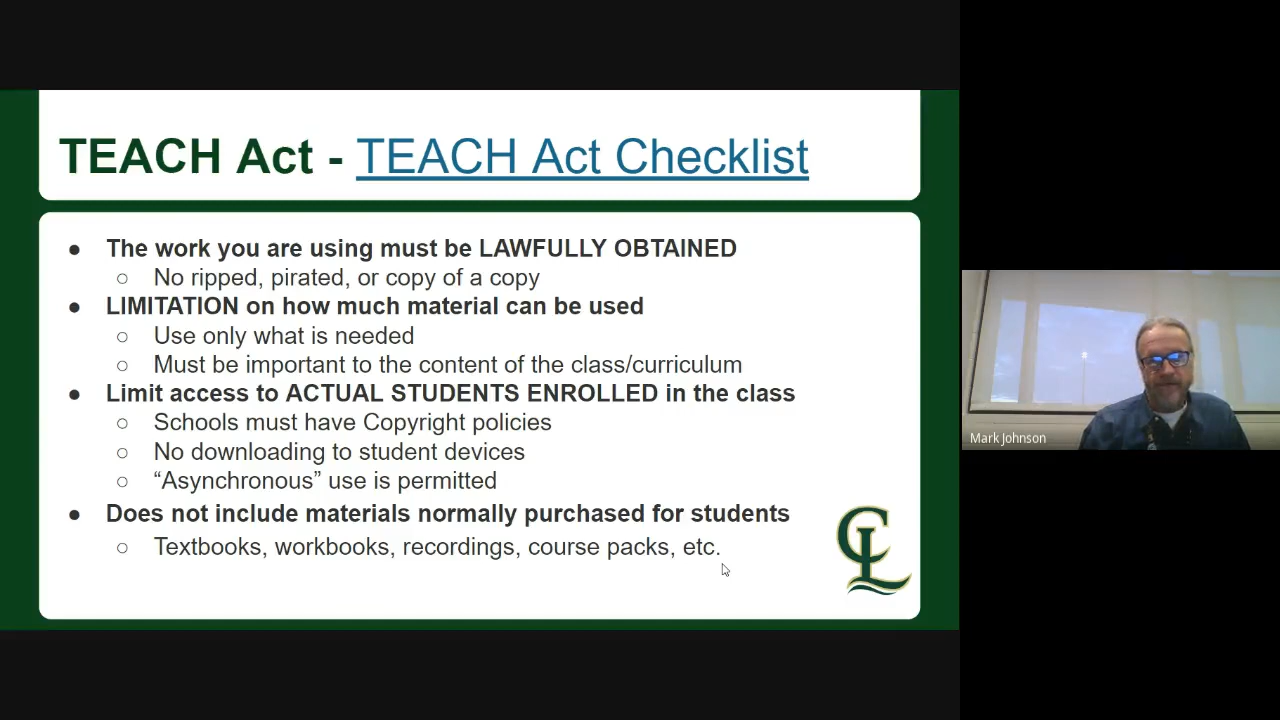 TEACH Act - TEACH Act Checklist
● The work you are using must be LAWFULLY OBTAINED
○ No ripped, pirated, or copy of a copy
● LIMITATION on how much material can be used
○ Use only what is needed
○ Must be important to the content of the class/curriculum
● Limit access to ACTUAL STUDENTS ENROLLED in the class
○ Schools must have Copyright policies
○ No downloading to student devices
○ “Asynchronous” use is permitted
● Does not include materials normally purchased for students
○ Textbooks, workbooks, recordings, course packs, etc.
CL
Mark Johnson